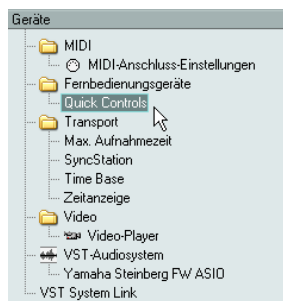 Geräte
MIDI
MIDI-Anschluss-Einstellungen
Fernbedienungsgeräte
Quick Controls
Transport
Max. Aufnahmezeit
SyncStation
Time Base
Zeitanzeige
Video
Video-Player
VST-Audiosystem
Yamaha Steinberg FW ASIO
VST System Link